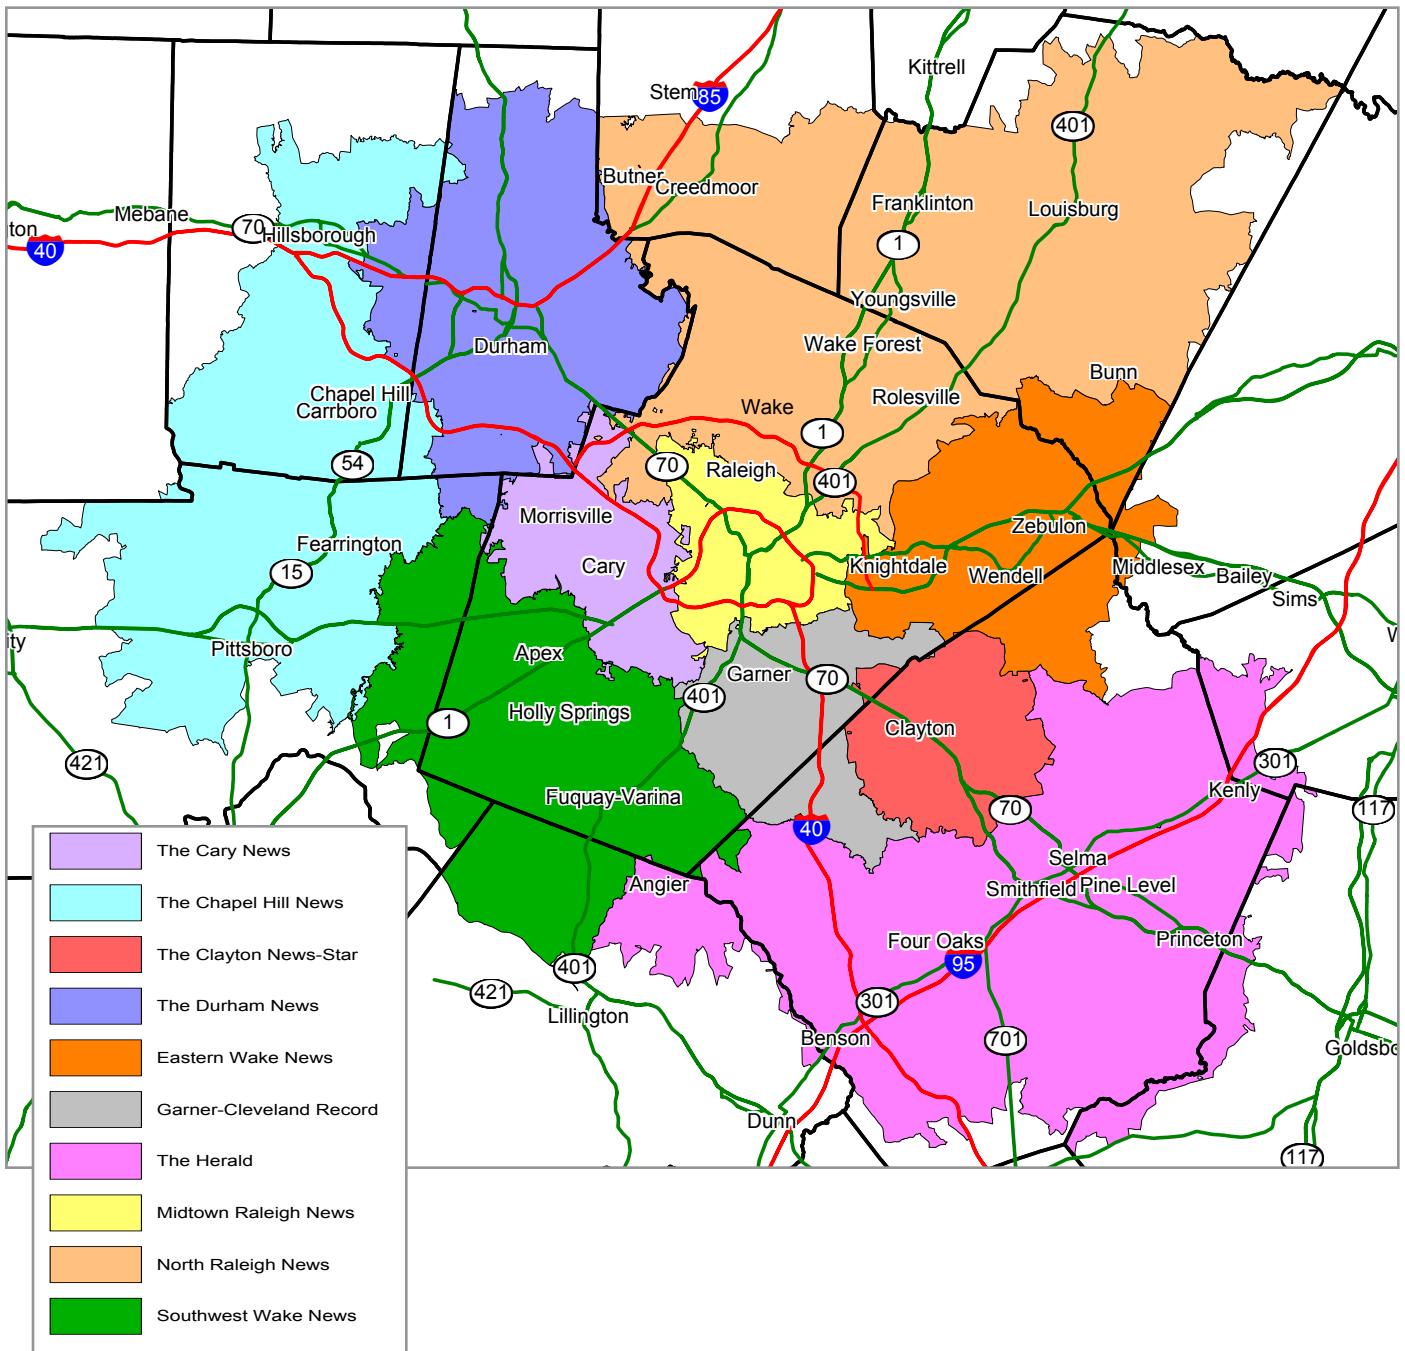 Kittrell
Stem
85
401
Butner
Creedmoor
Mebane
Franklinton
Louisburg
ton
70
Hillsborough
40
1
Youngsville
Durham
Wake Forest
Bunn
Chapel Hill
Carrboro
Wake
Rolesville
1
54
70
Raleigh
401
Morrisville
Zebulon
Fearrington
Cary
Knightdale
Wendell
Middlesex
Bailey
15
Sims
ity
Pittsboro
Apex
Garner
70
W
401
Holly Springs
1
Clayton
421
301
Fuquay-Varina
Kenly
70
117
40
Selma
Angier
Smithfield
Pine Level
Four Oaks
Princeton
401
95
421
301
Lillington
Benson
701
Goldsbo
Dunn
117
The Cary News
The Chapel Hill News
The Clayton News-Star
The Durham News
Eastern Wake News
Garner-Cleveland Record
The Herald
Midtown Raleigh News
North Raleigh News
Southwest Wake News